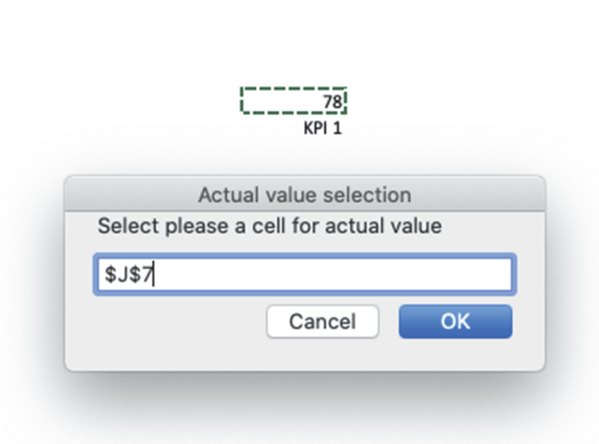 78
KPI 1
Actual value selection
Select please a cell for actual value
$J$7
Cancel
OK